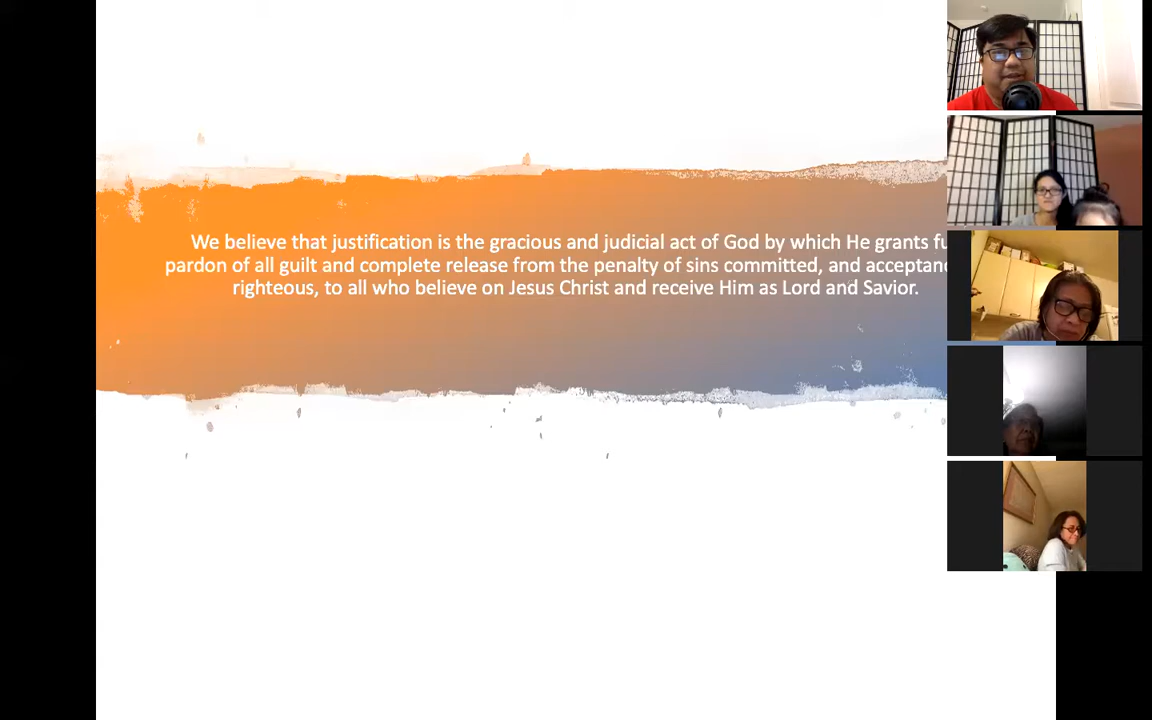 We believe that justification is the gracious and judicial act of God by which He grants
pardon of all guilt and complete release from the penalty of sins committed, and
righteous, to all who believe on Jesus Christ and receive Him as Lord and Savior.